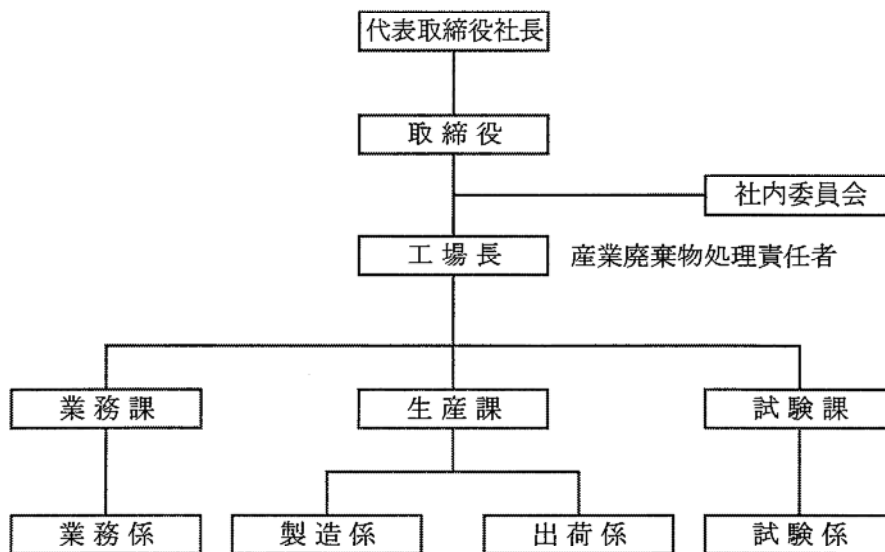 代表取締役社長
取締役
社内委員会
工場長 産業廃棄物処理責任者
業務課 生産課 試験課
業務係 製造係 出荷係 試験係